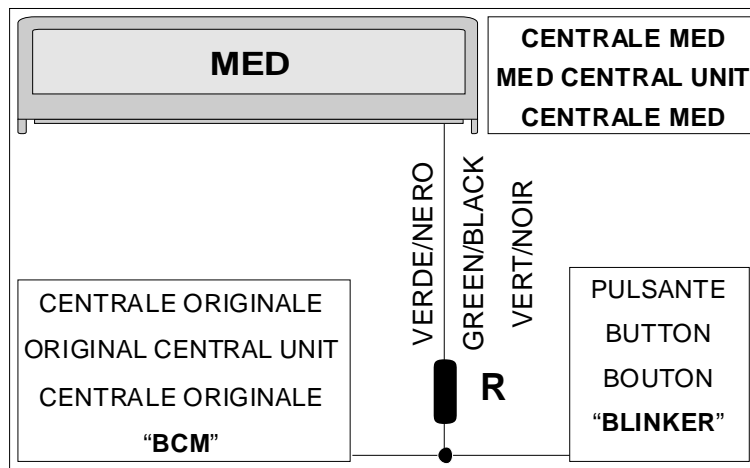 MED
CENTRALE MED
MED CENTRAL UNIT
CENTRALE MED
VERDE/NERO
GREEN/BLACK
VERT/NOIR
CENTRALE ORIGINALE
ORIGINAL CENTRAL UNIT
CENTRALE ORIGINALE
“BCM”
R
PULSANTE
BUTTON
BOUTON
“BLINKER”